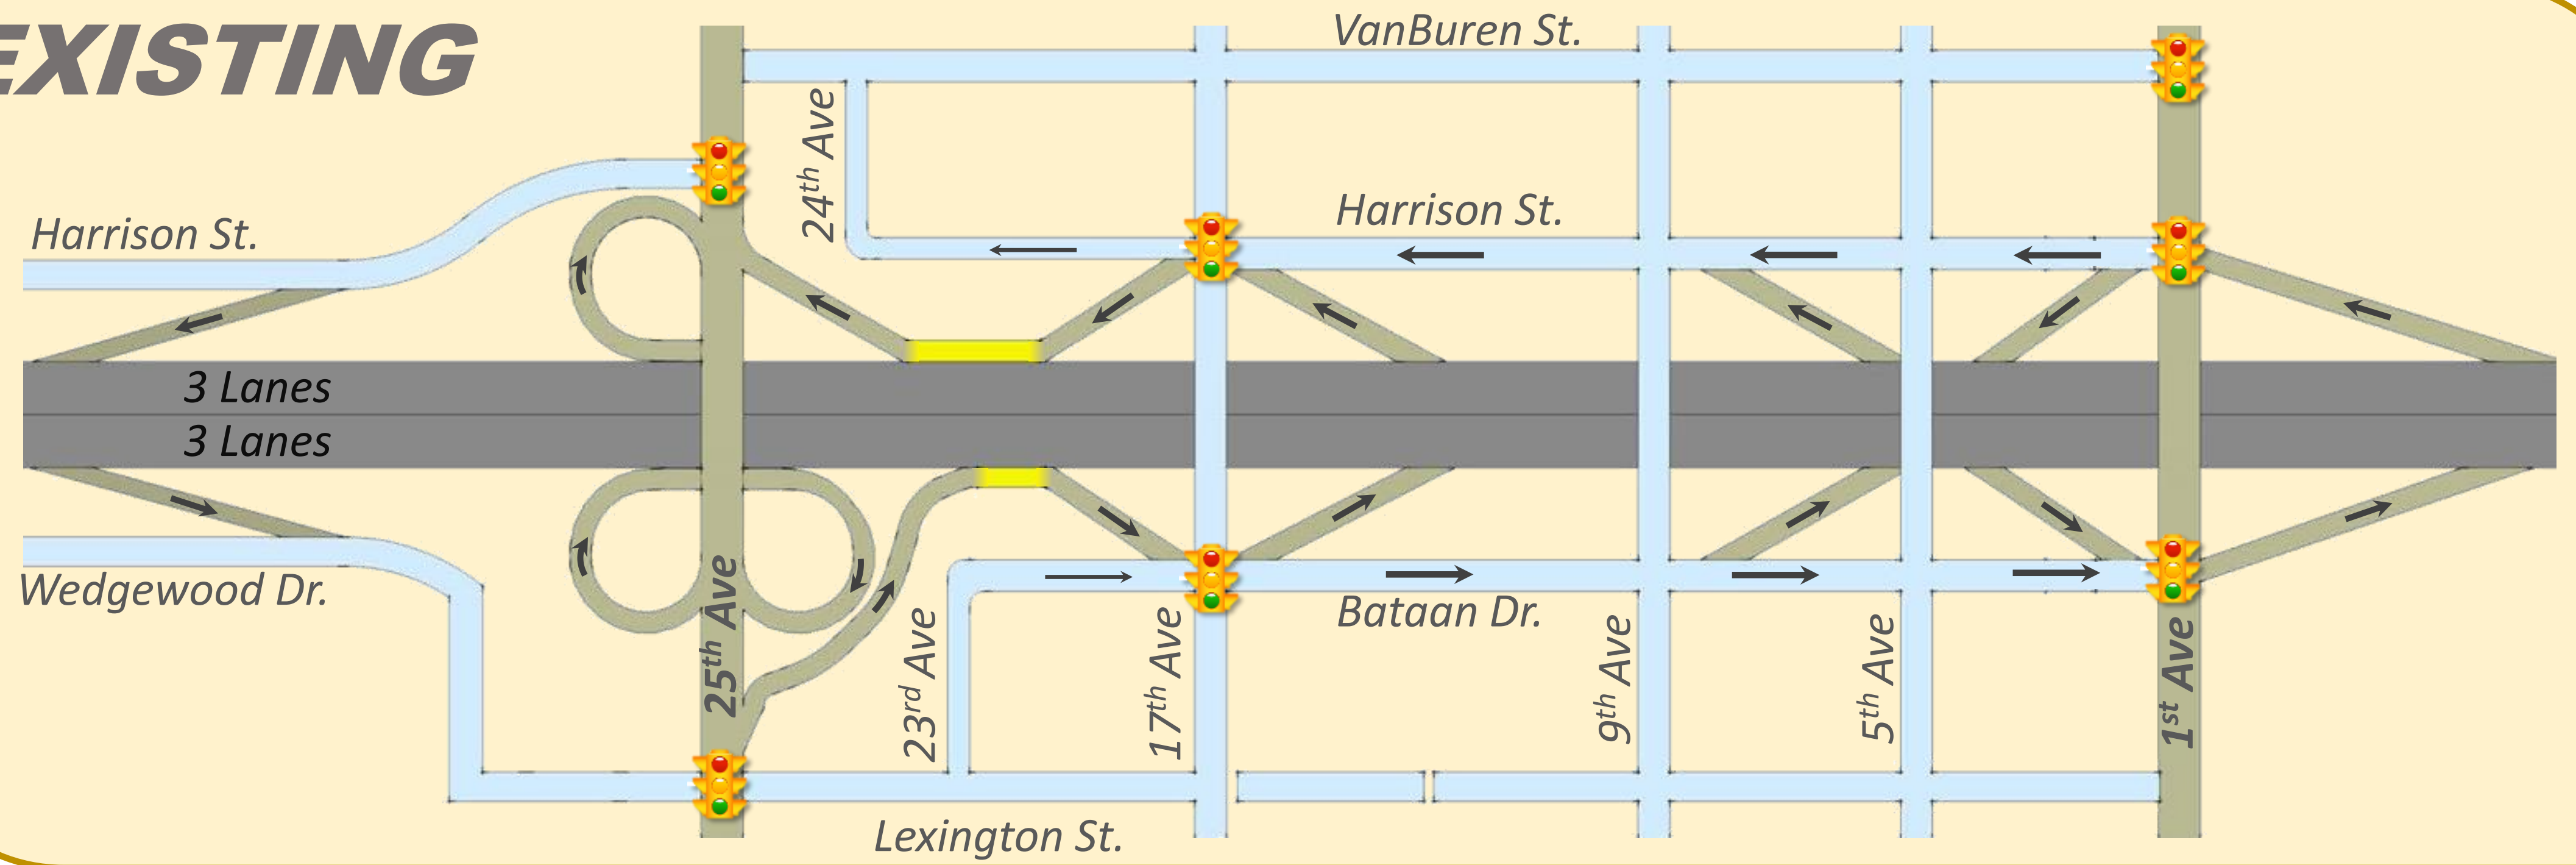 EXISTING
VanBuren St.
24th Ave
Harrison St.
Harrison St.
3 Lanes
3 Lanes
Wedgewood Dr.
25th Ave
23rd Ave
17th Ave
Bataan Dr.
9th Ave
5th Ave
1st Ave
Lexington St.